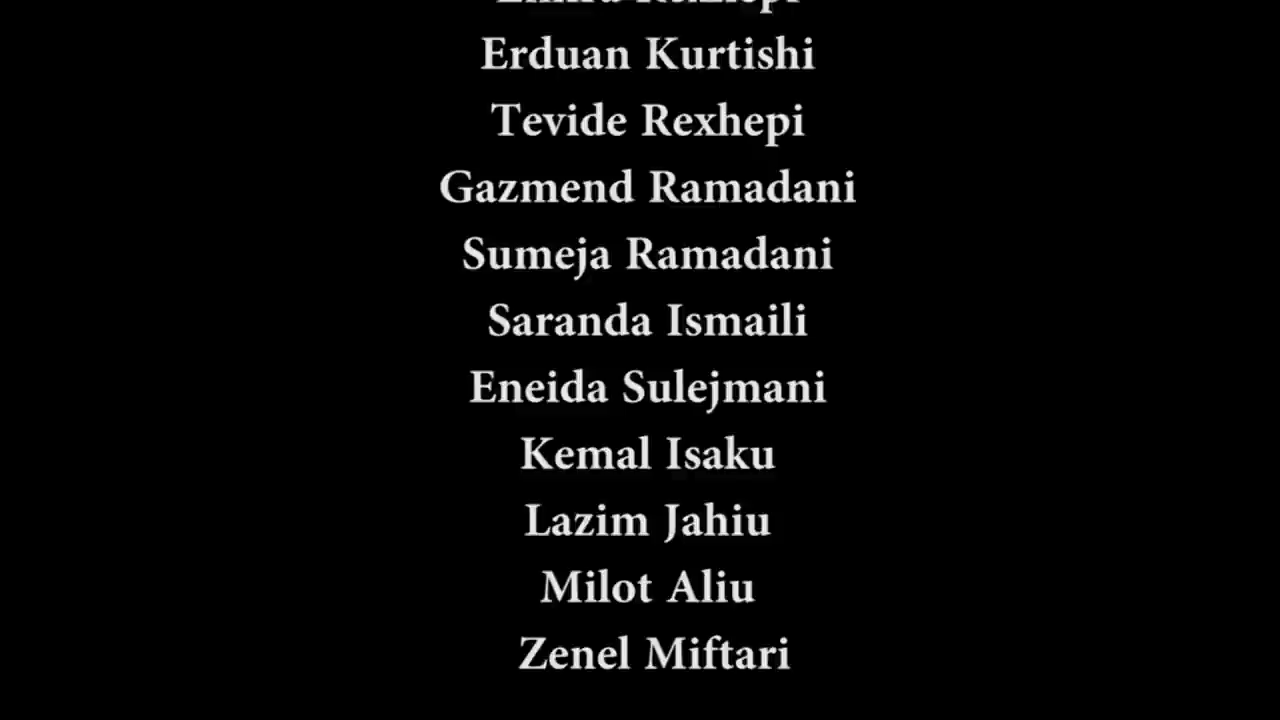 Erduan Kurtishi
Tevide Rexhepi
Gazmend Ramadani
Sumeja Ramadani
Saranda Ismaili
Eneida Sulejmani
Kemal Isaku
Lazim Jahiu
Milot Aliu
Zenel Miftari